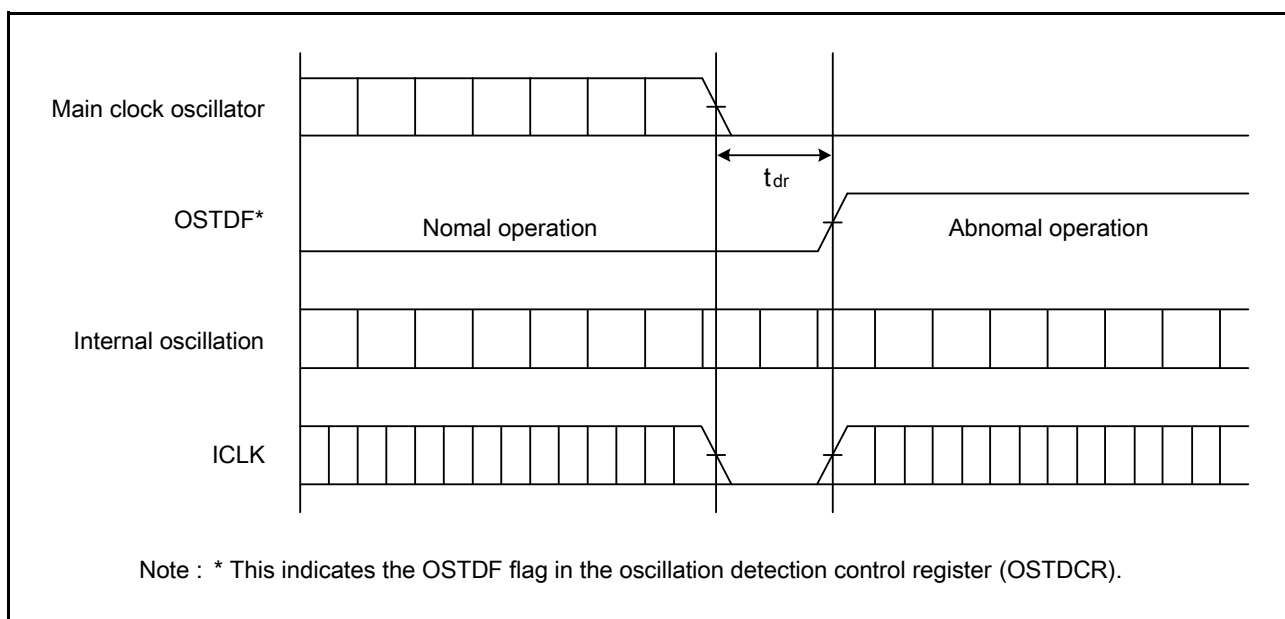 Main clock oscillator
tdr
OSTDF*
Nomal operation
Abnomal operation
Internal oscillation
ICLK
Note : * This indicates the OSTDF flag in the oscillation detection control register (OSTDCR).